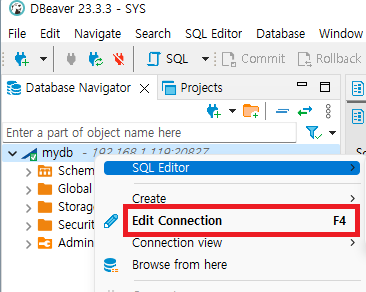 DBeaver 23.3.3 - SYS
File Edit Navigate Search SQL Editor Database Window
SQL Commit Rollback
Database Navigator Projects
Enter a part of object name here
mydb - 192.168.1.119:20827
SQL Editor
Schem
Global
Create
Storag
Edit Connection F4
Securit
Connection view
Admin
Browse from here